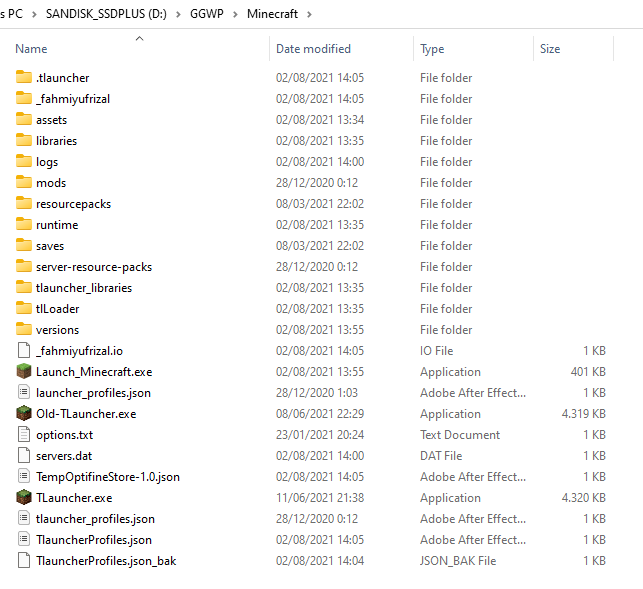 s PC > SANDISK_SSDPLUS (D:) > GGWP > Minecraft >
Name Date modified Type Size
.tlauncher 02/08/2021 14:05 File folder
_fahmiyufrizal 02/08/2021 14:05 File folder
assets 02/08/2021 13:34 File folder
libraries 02/08/2021 13:35 File folder
logs 02/08/2021 14:00 File folder
mods 28/12/2020 0:12 File folder
resourcepacks 08/03/2021 22:02 File folder
runtime 02/08/2021 13:35 File folder
saves 08/03/2021 22:02 File folder
server-resource-packs 28/12/2020 0:12 File folder
tlauncher_libraries 02/08/2021 13:35 File folder
tlLoader 02/08/2021 13:35 File folder
versions 02/08/2021 13:55 File folder
_fahmiyufrizal.io 02/08/2021 14:05 IO File 1 KB
Launch_Minecraft.exe 02/08/2021 13:55 Application 401 KB
launcher_profiles.json 28/12/2020 1:03 Adobe After Effect... 1 KB
Old-TLauncher.exe 08/06/2021 22:29 Application 4.319 KB
options.txt 23/01/2021 20:24 Text Document 1 KB
servers.dat 02/08/2021 14:00 DAT File 1 KB
TempOptifineStore-1.0.json 02/08/2021 14:05 Adobe After Effect... 1 KB
TLauncher.exe 11/06/2021 21:38 Application 4.320 KB
tlauncher_profiles.json 28/12/2020 0:12 Adobe After Effect... 1 KB
TlauncherProfiles.json 02/08/2021 14:05 Adobe After Effect... 1 KB
TlauncherProfiles.json_bak 02/08/2021 14:04 JSON_BAK File 1 KB